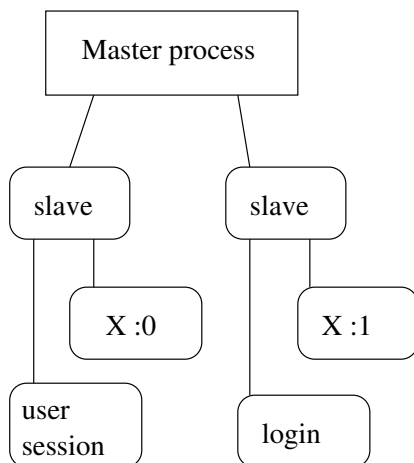 Master process
slave
slave
X :0
X :1
user
session
login